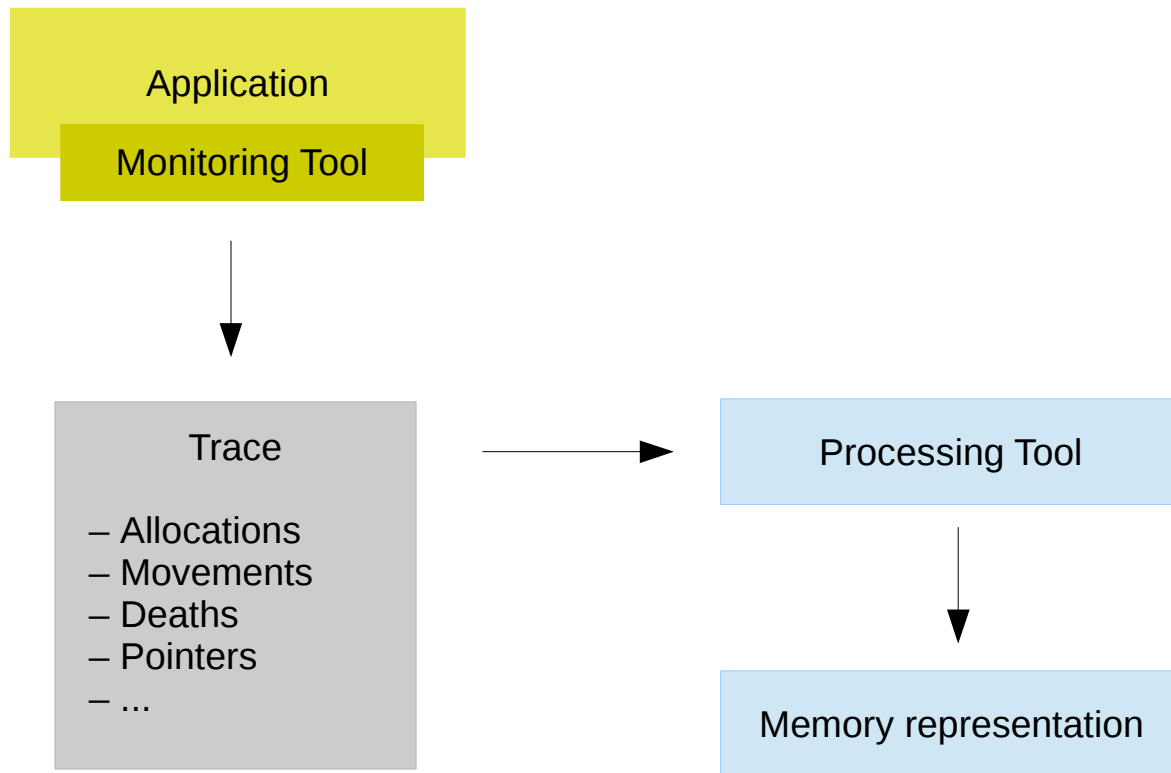 Application
Monitoring Tool
Trace
– Allocations
– Movements
– Deaths
– Pointers
– ...
Processing Tool
Memory representation